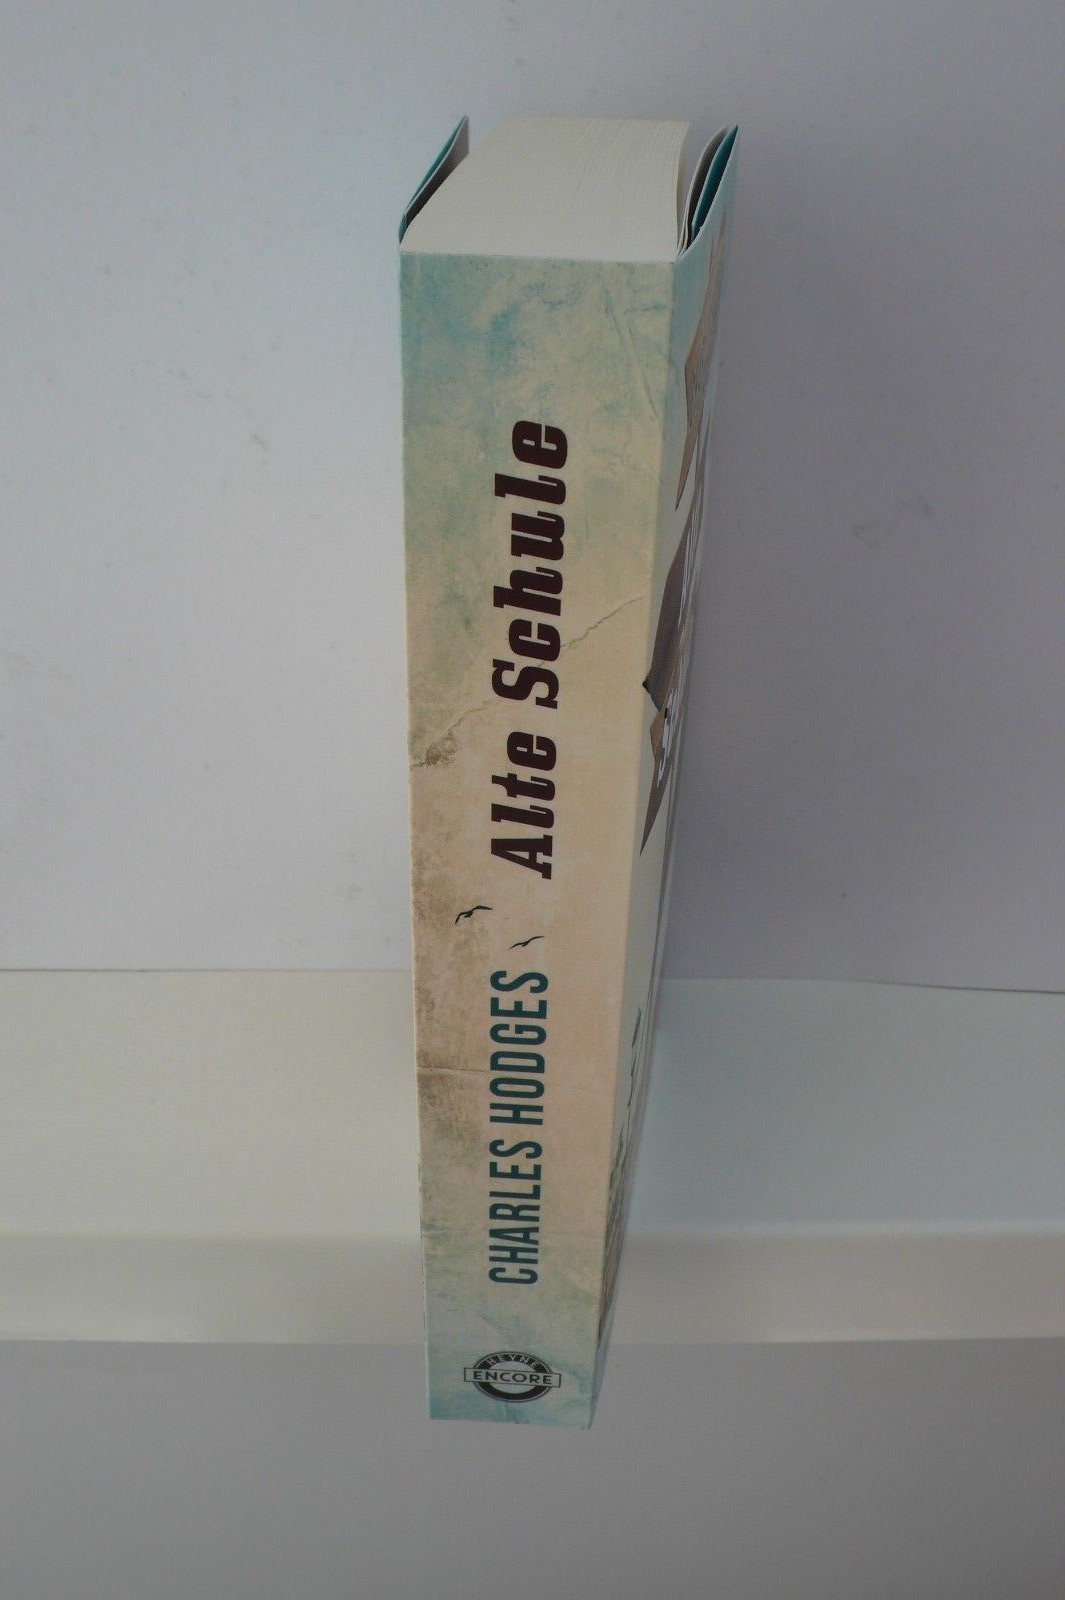 CHARLES HODGES
Alte Schule
HEYNE
ENCORE